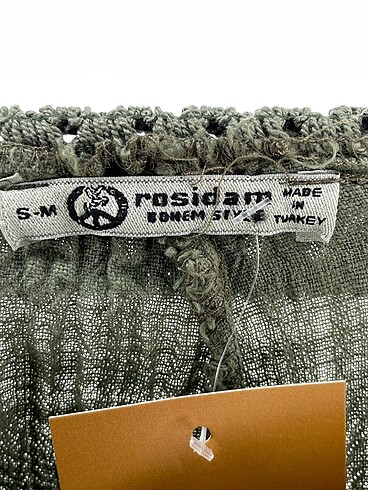 S-M rosidam MADE
BOHEM STYLE IN
TURKEY